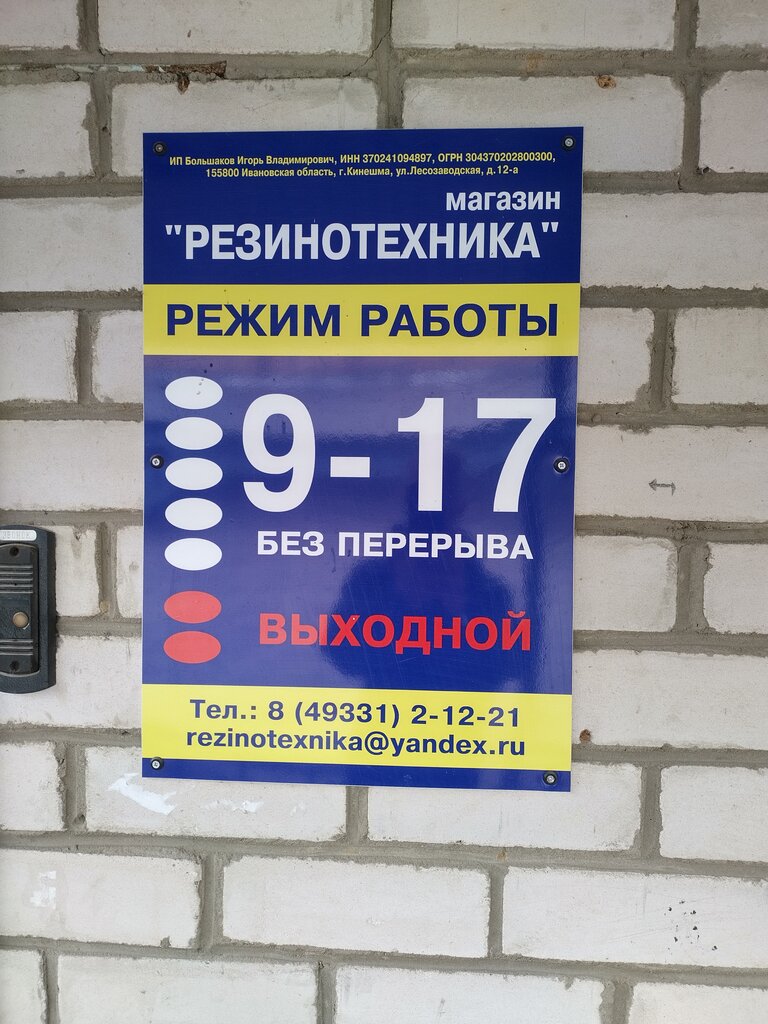 ИП Большаков Игорь Владимирович, ИНН 370241094897, ОГРН 304370202800300,
155800 Ивановская область, г.Кинешма, ул.Лесозаводская, д.12-а
магазин
"РЕЗИНОТЕХНИКА"
РЕЖИМ РАБОТЫ
9-17
БЕЗ ПЕРЕРЫВА
ВЫХОДНОЙ
Тел.: 8 (49331) 2-12-21
rezinotexnika@yandex.ru
ЗВОНОК